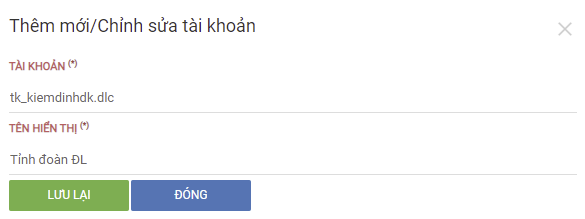 Thêm mới/Chỉnh sửa tài khoản
TÀI KHOẢN (*)
tk_kiemdinhdk.dlc
TÊN HIỂN THỊ (*)
Tỉnh đoàn ĐL
LƯU LẠI ĐÓNG